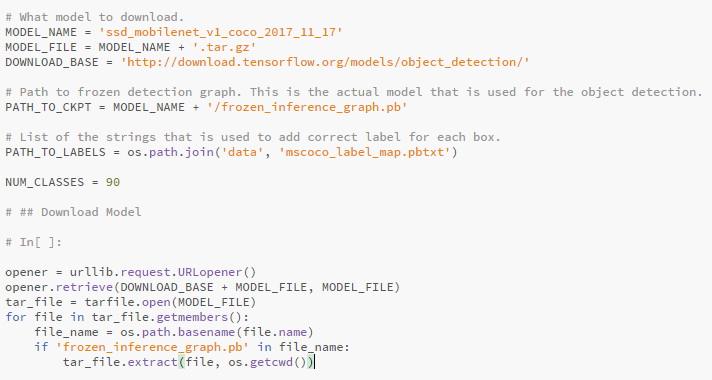 # What model to download.
MODEL_NAME = 'ssd_mobilenet_v1_coco_2017_11_17'
MODEL_FILE = MODEL_NAME + '.tar.gz'
DOWNLOAD_BASE = 'http://download.tensorflow.org/models/object_detection/'
# Path to frozen detection graph. This is the actual model that is used for the object detection.
PATH_TO_CKPT = MODEL_NAME + '/frozen_inference_graph.pb'
# List of the strings that is used to add correct label for each box.
PATH_TO_LABELS = os.path.join('data', 'mscoco_label_map.pbtxt')
NUM_CLASSES = 90
# ## Download Model
# In[ ]:
opener = urllib.request.URLopener()
opener.retrieve(DOWNLOAD_BASE + MODEL_FILE, MODEL_FILE)
tar_file = tarfile.open(MODEL_FILE)
for file in tar_file.getmembers():
    file_name = os.path.basename(file.name)
    if 'frozen_inference_graph.pb' in file_name:
        tar_file.extract(file, os.getcwd())